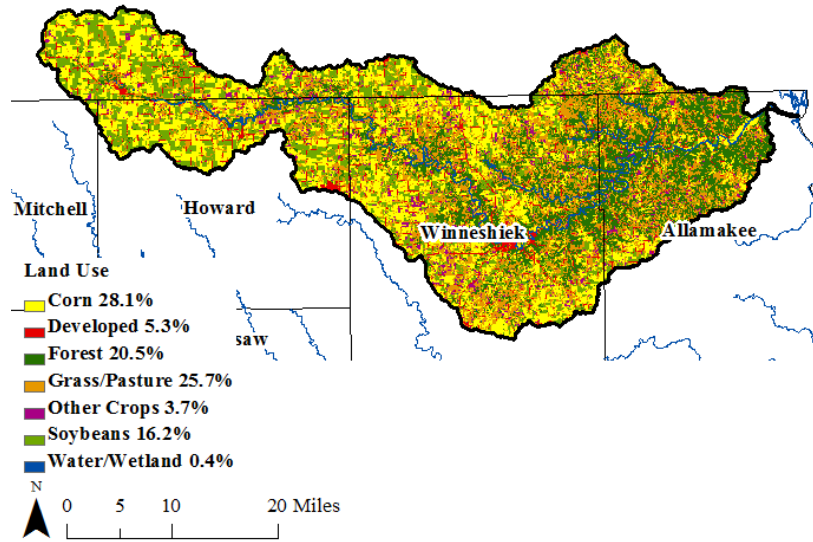 Mitchell
Howard
Winneshiek
Allamakee
Land Use
Corn 28.1%
Developed 5.3%
Forest 20.5%
saw
Grass/Pasture 25.7%
Other Crops 3.7%
Soybeans 16.2%
Water/Wetland 0.4%
N
0 5 10 20 Miles